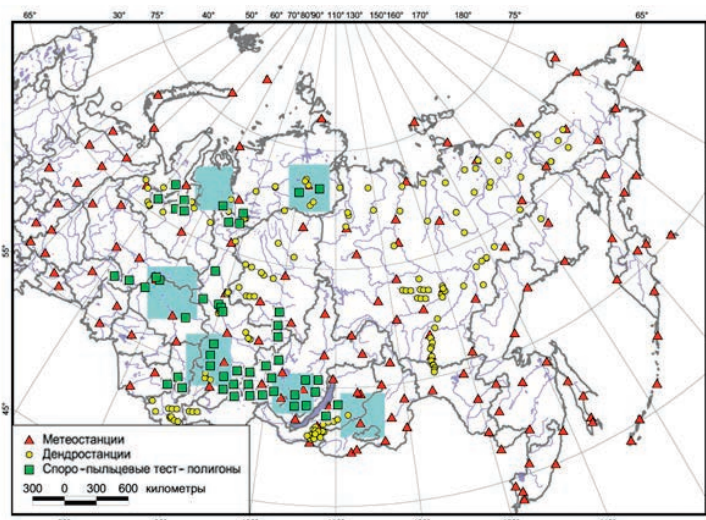 65° 30° 75° 40° 60° 70° 80° 90° 110° 130° 150° 160° 170° 180° 75° 65°
55°
45°
Метеостанции
Дендростанции
Споро-пыльцевые тест-полигоны
300 0 300 600 километры